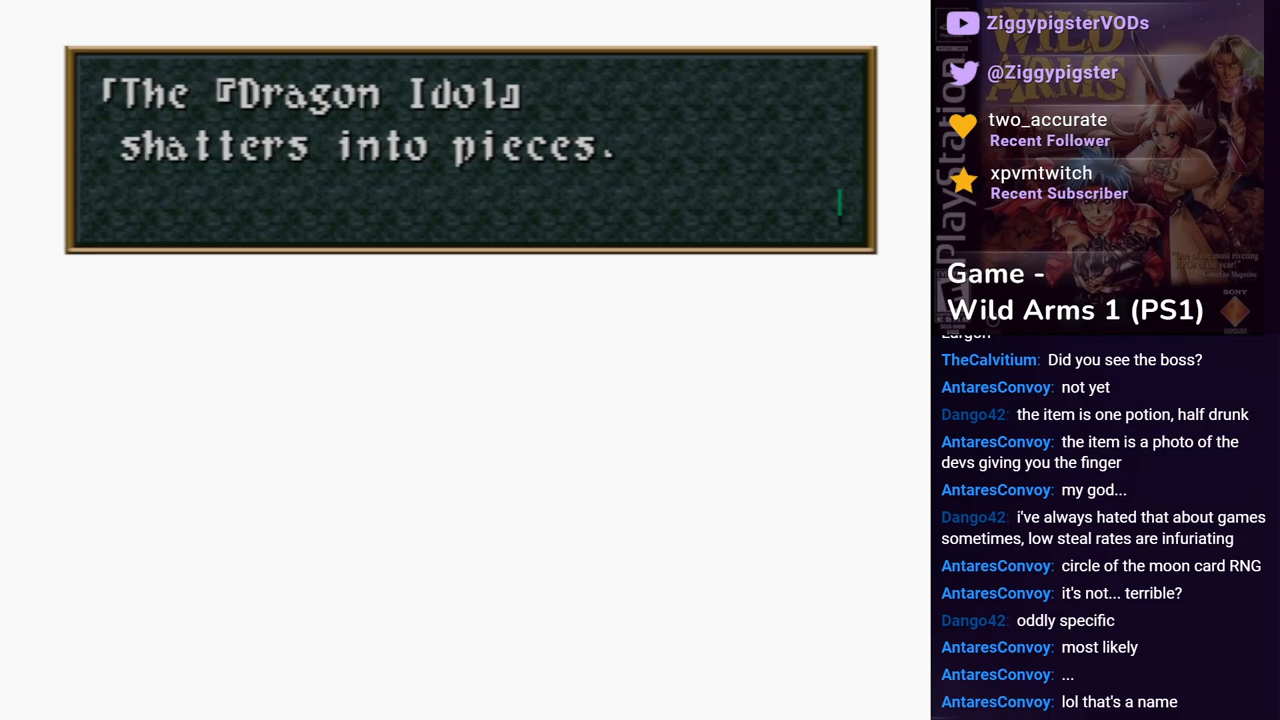 「The 『Dragon Idol』
shatters into pieces.
ZiggypigsterVODs
@Ziggypigster
two_accurate
Recent Follower
xpvmtwitch
Recent Subscriber
WILD
ARMS
PlayStation
SONY
Game -
Wild Arms 1 (PS1)
TheCalvitium: Did you see the boss?
AntaresConvoy: not yet
Dango42: the item is one potion, half drunk
AntaresConvoy: the item is a photo of the
devs giving you the finger
AntaresConvoy: my god...
Dango42: i've always hated that about games
sometimes, low steal rates are infuriating
AntaresConvoy: circle of the moon card RNG
AntaresConvoy: it's not... terrible?
Dango42: oddly specific
AntaresConvoy: most likely
AntaresConvoy: ...
AntaresConvoy: lol that's a name